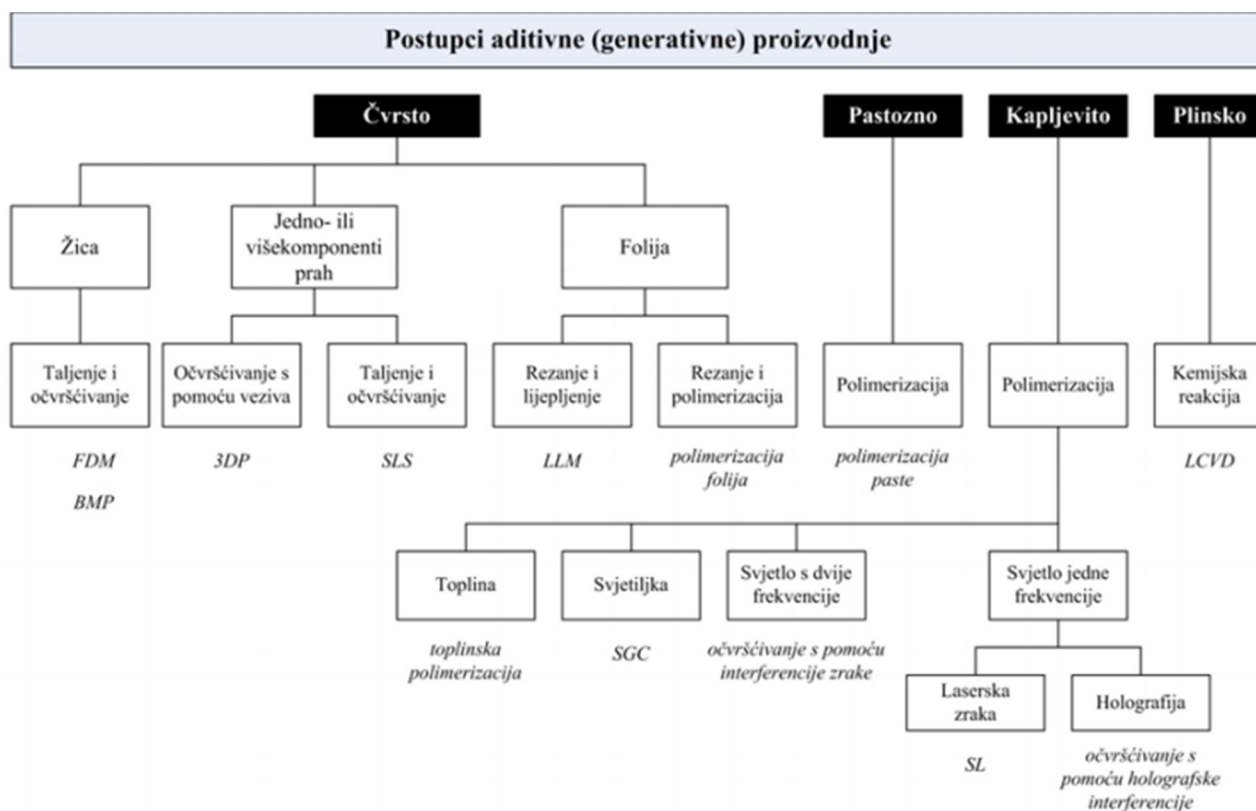 Postupci aditivne (generativne) proizvodnje
Čvrsto
Pastozno
Kapljevito
Plinsko
Žica
Jedno- ili
višekomponenti
prah
Folija
Taljenje i
očvršćivanje
Očvršćivanje s
pomoću veziva
Taljenje i
očvršćivanje
Rezanje i
lijepljenje
Rezanje i
polimerizacija
Polimerizacija
Polimerizacija
Kemijska
reakcija
FDM
BMP
3DP
SLS
LLM
polimerizacija
folija
polimerizacija
paste
LCVD
Toplina
Svjetiljka
Svjetlo s dvije
frekvencije
Svjetlo jedne
frekvencije
toplinska
polimerizacija
SGC
očvršćivanje s pomoću
interferencije zrake
Laserska
zraka
Holografija
SL
očvršćivanje s
pomoću holografske
interferencije